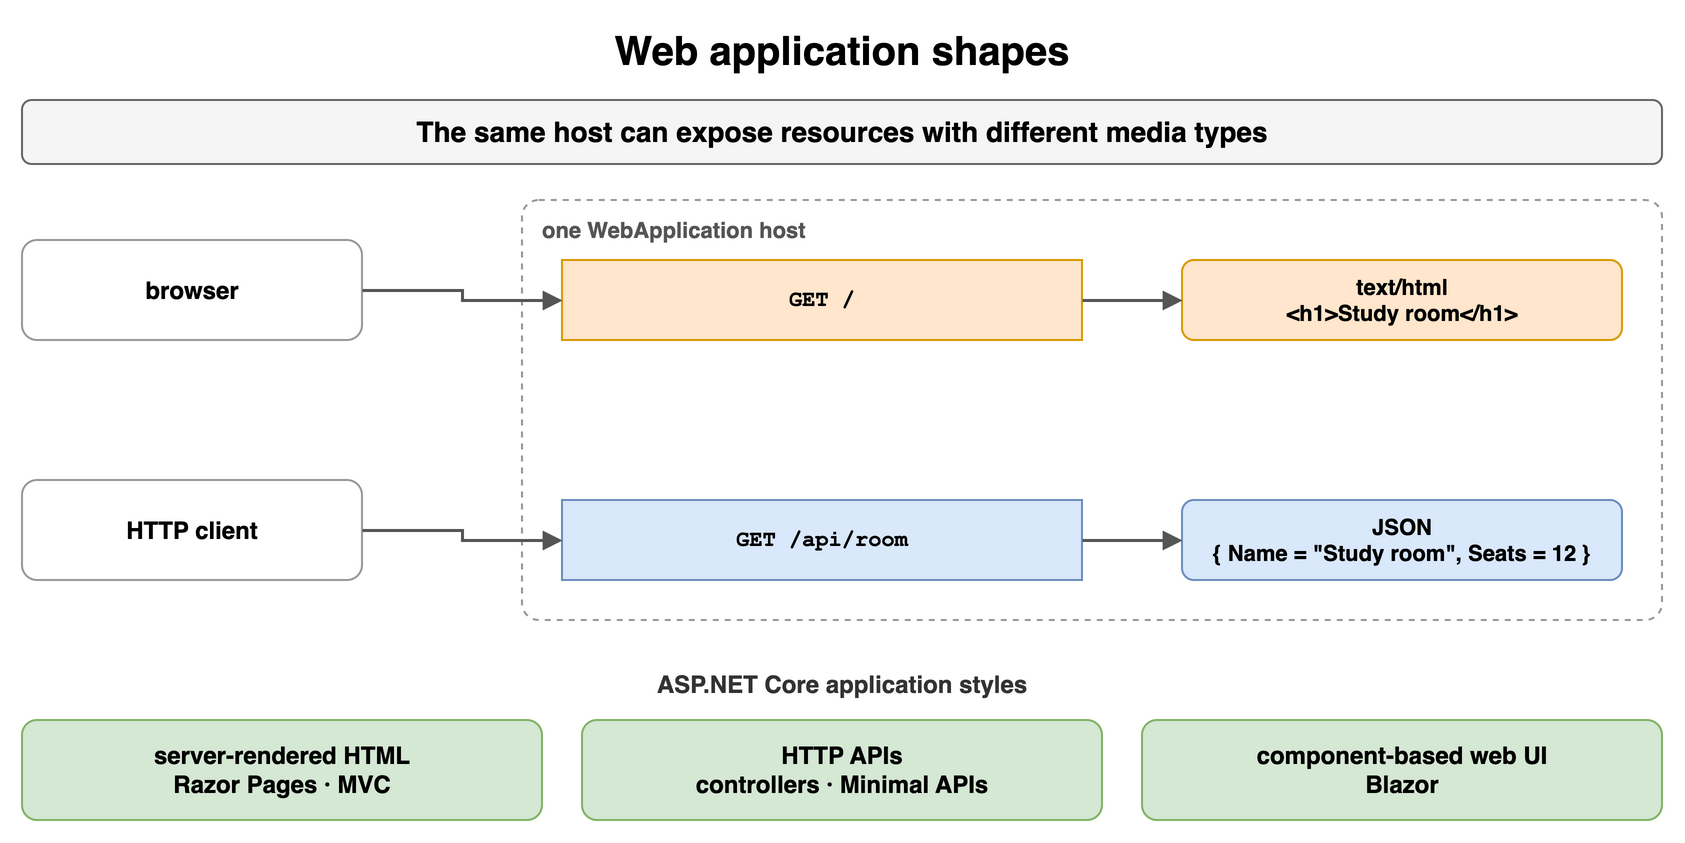 Web application shapes
The same host can expose resources with different media types
one WebApplication host
browser
GET /
text/html
<h1>Study room</h1>
HTTP client
GET /api/room
JSON
{ Name = "Study room", Seats = 12 }
ASP.NET Core application styles
server-rendered HTML
Razor Pages · MVC
HTTP APIs
controllers · Minimal APIs
component-based web UI
Blazor